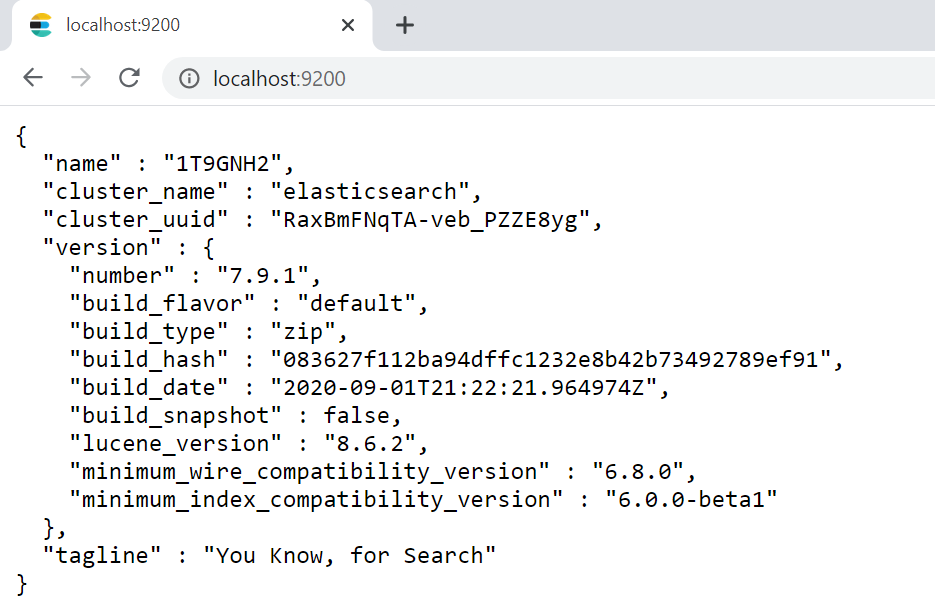 localhost:9200
localhost:9200
{
  "name" : "1T9GNH2",
  "cluster_name" : "elasticsearch",
  "cluster_uuid" : "RaxBmFNqTA-veb_PZZE8yg",
  "version" : {
    "number" : "7.9.1",
    "build_flavor" : "default",
    "build_type" : "zip",
    "build_hash" : "083627f112ba94dffc1232e8b42b73492789ef91",
    "build_date" : "2020-09-01T21:22:21.964974Z",
    "build_snapshot" : false,
    "lucene_version" : "8.6.2",
    "minimum_wire_compatibility_version" : "6.8.0",
    "minimum_index_compatibility_version" : "6.0.0-beta1"
  },
  "tagline" : "You Know, for Search"
}